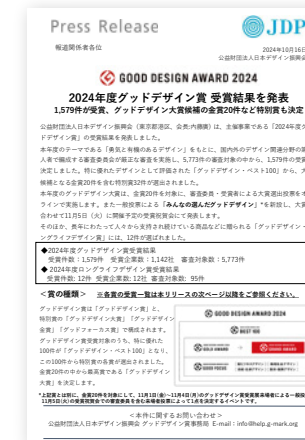 Press Release
JDP
報道関係者各位
2024年10月16日
公益財団法人日本デザイン振興会
GOOD DESIGN AWARD 2024
2024年度グッドデザイン賞 受賞結果を発表
1,579件が受賞、グッドデザイン大賞候補の金賞20件など特別賞も決定
公益財団法人日本デザイン振興会（東京都港区、会長:内藤廣）は、主催事業である「2024年度グ
ッドデザイン賞」の受賞結果を発表しました。
本年度のテーマである「勇気と有機のあるデザイン」をもとに、国内外のデザイン関連分野の第
人者で編成する審査委員会が厳正な審査を実施し、5,773件の審査対象の中から、1,579件の受賞
決定しました。特に優れたデザインとして評価された「グッドデザイン・ベスト100」から、大
候補となる金賞20件を含む特別賞32件が選出されました。
本年度のグッドデザイン大賞は、金賞20件を対象に、審査委員・受賞者による大賞選出投票をオ
ラインで実施します。また一般投票による「みんなの選んだグッドデザイン」*を新設し、大賞
合わせて11月5日（火）に開催予定の受賞祝賀会にて発表します。
そのほか、長年にわたって人々から支持され続けている商品などに贈られる「グッドデザイン・
ングライフデザイン賞」には、12件が選ばれました。
◆2024年度グッドデザイン賞受賞結果
受賞件数：1,579件 受賞企業数：1,142社 審査対象数：5,773件
◆ 2024年度ロングライフデザイン賞受賞結果
受賞件数: 12件 受賞企業数: 12社 審査対象数: 95件
＜賞の種類＞ ※各賞の受賞一覧は本リリースの次ページ以降をご参照ください。
グッドデザイン賞は「グッドデザイン賞」と、
特別賞の「グッドデザイン大賞」「グッドデザイン
金賞」「グッドフォーカス賞」で構成されます。
グッドデザイン賞受賞対象のうち、特に優れた
100件が「グッドデザイン・ベスト100」となり、
この100件から特別賞の各賞が選出されました。
金賞20件の中から最高賞である「グッドデザイン
大賞」を決定します。
GOOD DESIGN AWARD 2024
BEST 100
GOLD AWARD
GRAND AWARD
GOOD FOCUS
＜本件に関するお問い合わせ＞
公益財団法人日本デザイン振興会 グッドデザイン賞事務局 E-mail：info@help.g-mark.org